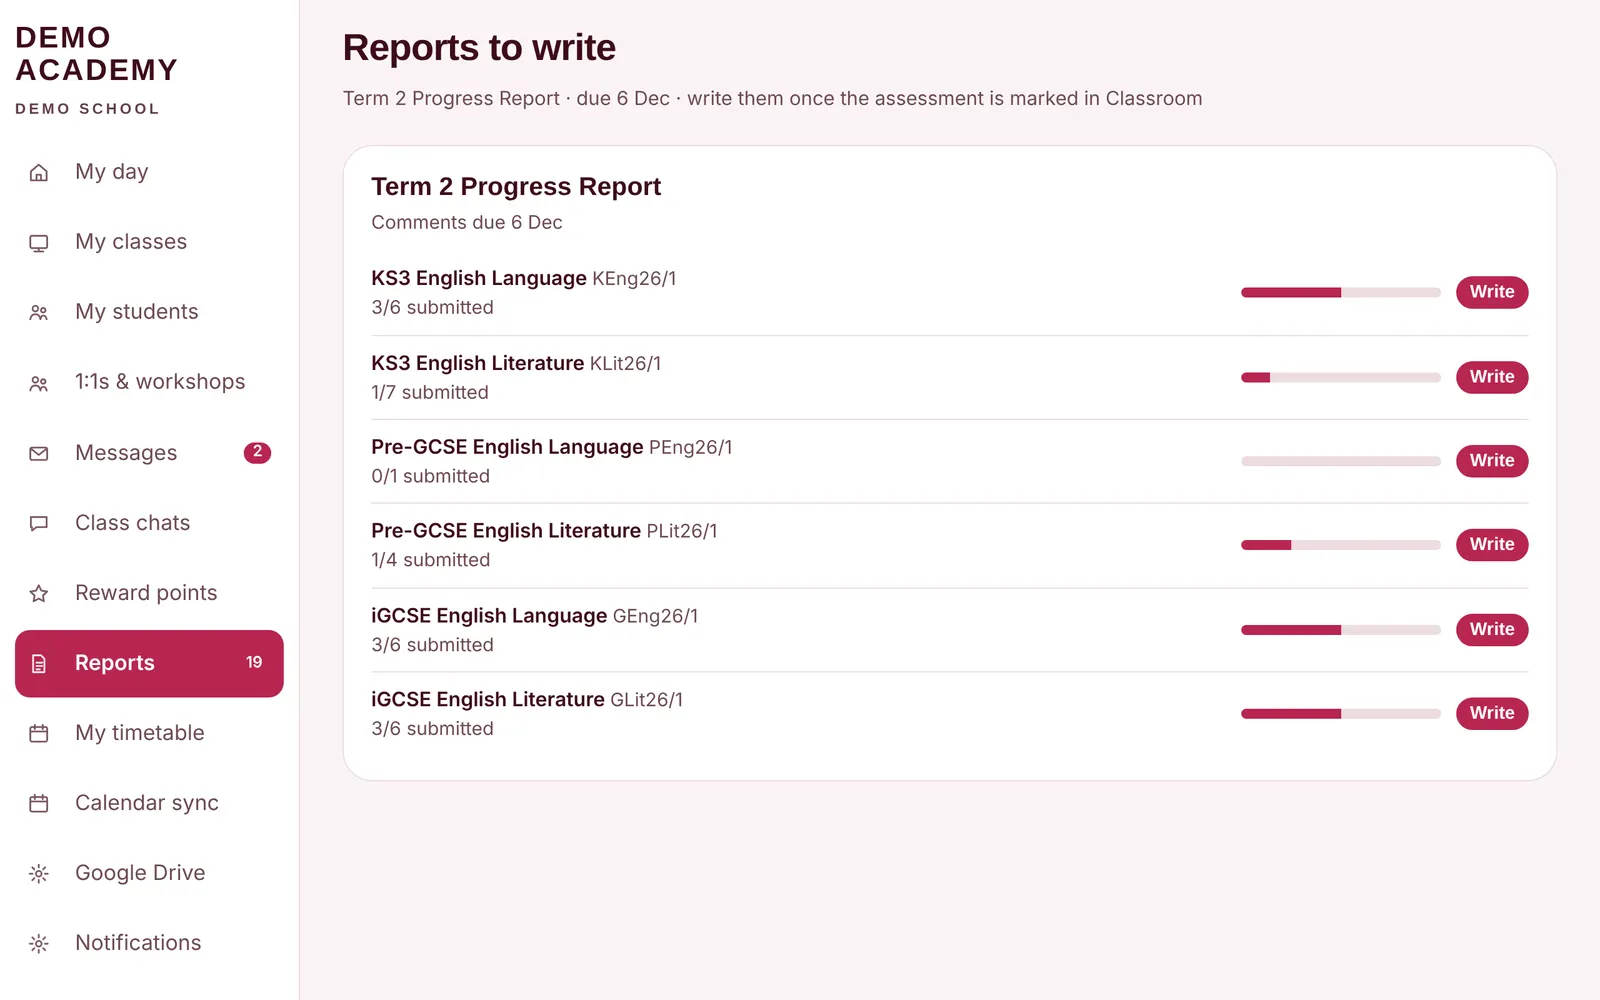 DEMO
ACADEMY
DEMO SCHOOL
My day
My classes
My students
1:1s & workshops
Messages 2
Class chats
Reward points
Reports 19
My timetable
Calendar sync
Google Drive
Notifications
Reports to write
Term 2 Progress Report · due 6 Dec · write them once the assessment is marked in Classroom
Term 2 Progress Report
Comments due 6 Dec
KS3 English Language KEng26/1
3/6 submitted
Write
KS3 English Literature KLit26/1
1/7 submitted
Write
Pre-GCSE English Language PEng26/1
0/1 submitted
Write
Pre-GCSE English Literature PLit26/1
1/4 submitted
Write
iGCSE English Language GEng26/1
3/6 submitted
Write
iGCSE English Literature GLit26/1
3/6 submitted
Write